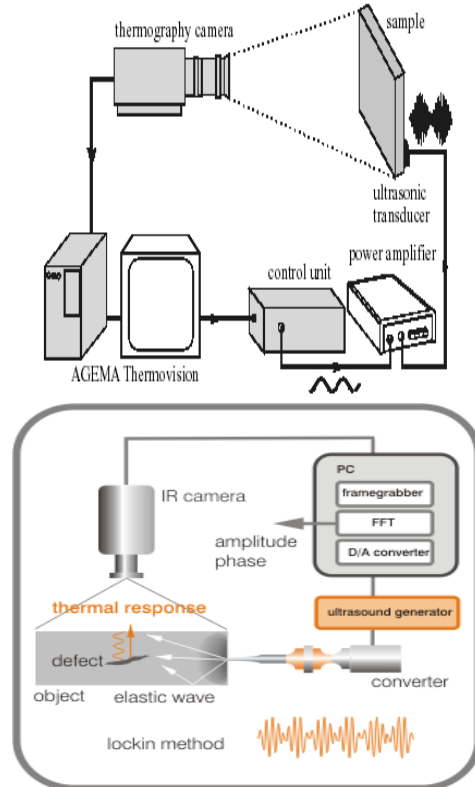 thermography camera
sample
ultrasonic
transducer
power amplifier
control unit
AGEMA Thermovision
PC
framegrabber
FFT
D/A converter
IR camera
amplitude
phase
thermal response
ultrasound generator
defect
converter
object
elastic wave
lockin method